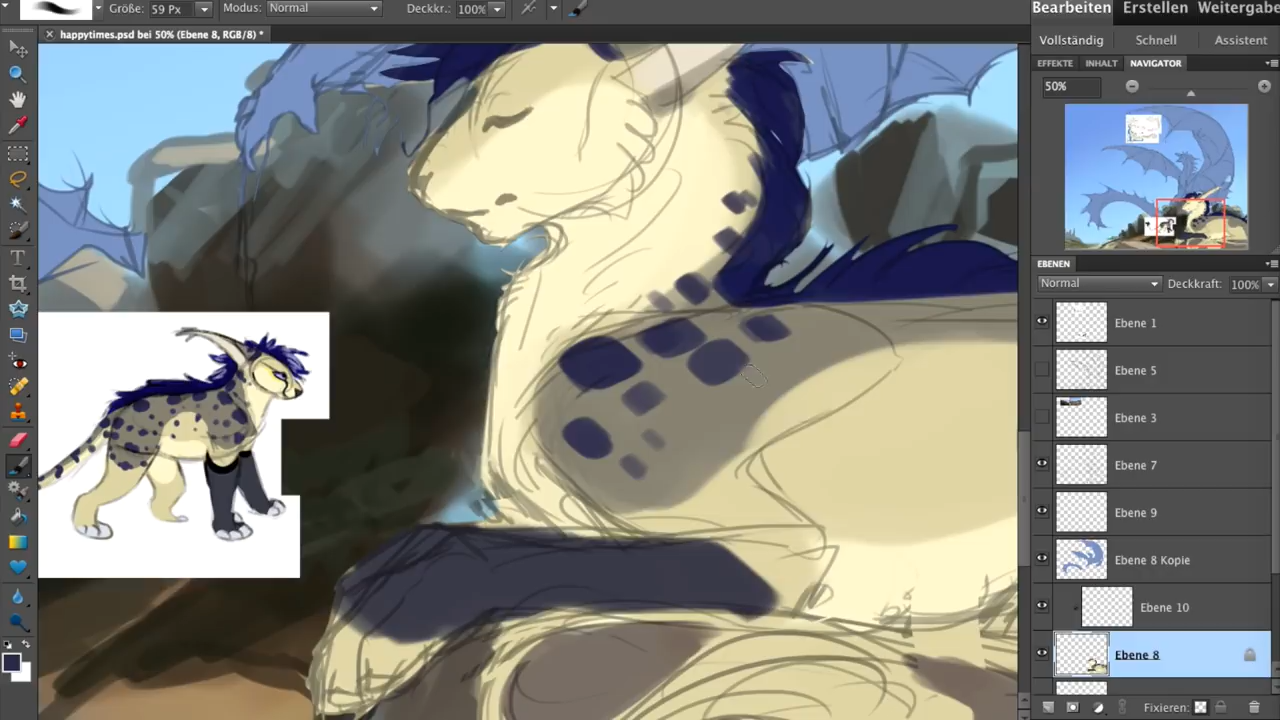 Größe: 59 Px Modus: Normal Deckkr.: 100%
Bearbeiten Erstellen Weitergabe
happytimes.psd bei 50% (Ebene 8, RGB/8) *
Vollständig Schnell Assistent
EFFEKTE INHALT NAVIGATOR
50%
EBENEN
Normal Deckkraft: 100%
Ebene 1
Ebene 5
Ebene 3
Ebene 7
Ebene 9
Ebene 8 Kopie
Ebene 10
Ebene 8
Fixieren: